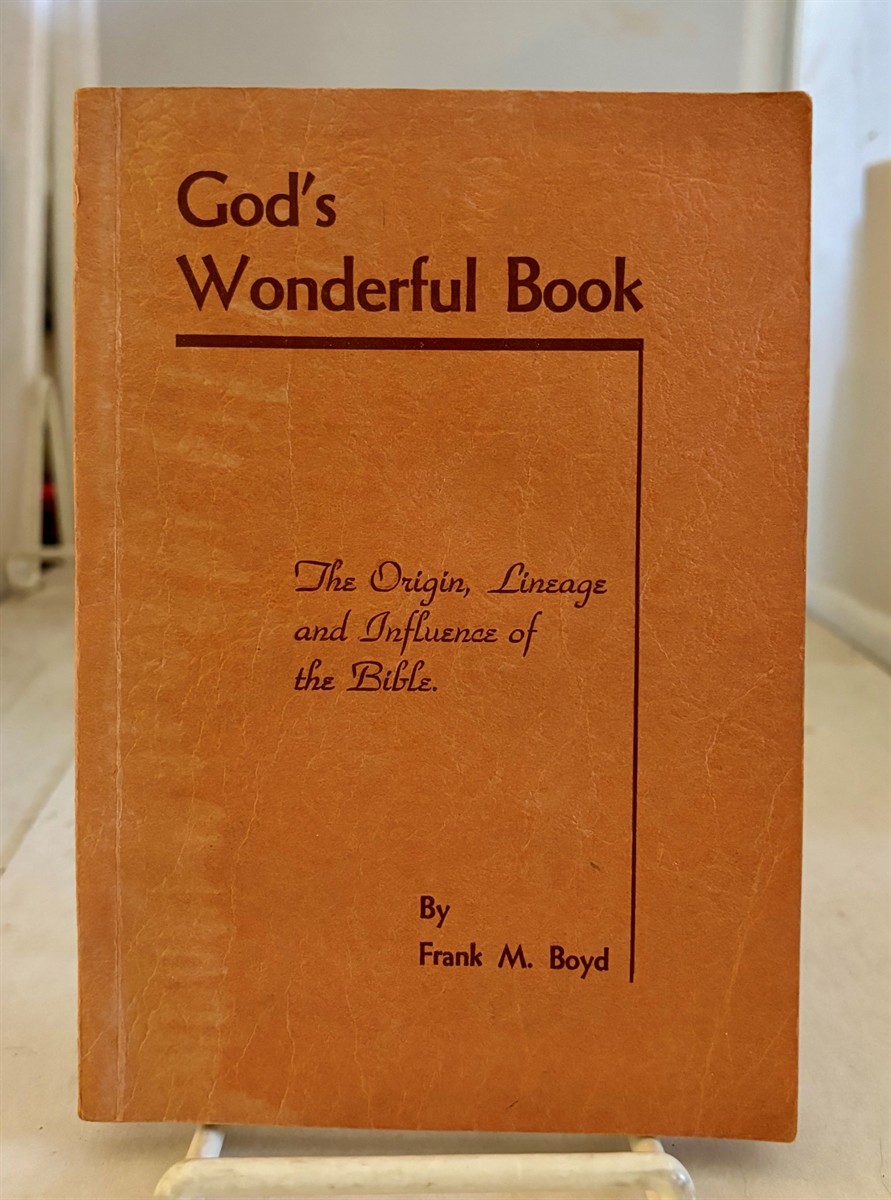 God's
Wonderful Book
The Origin, Lineage
and Influence of
the Bible.
By
Frank M. Boyd